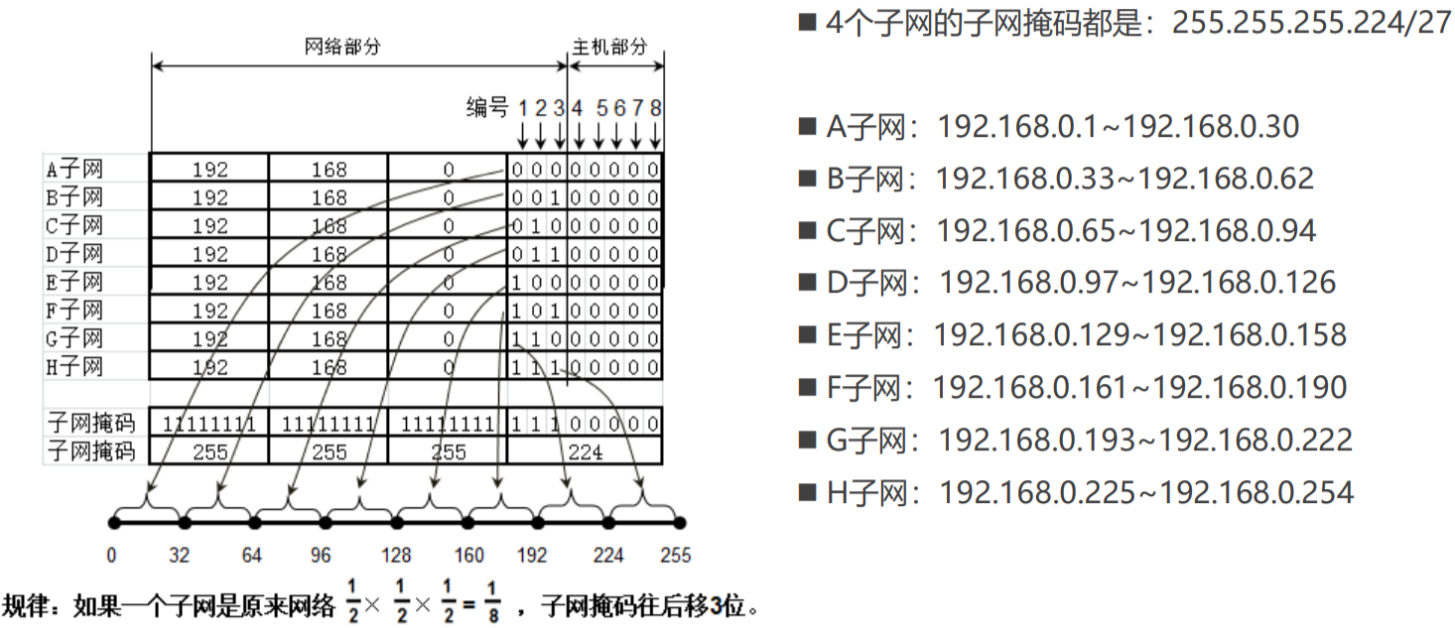 网络部分 主机部分
编号 1 2 3 4 5 6 7 8
A子网 192 168 0 0 0 0 0 0 0 0 0
B子网 192 168 0 0 0 1 0 0 0 0 0
C子网 192 168 0 0 1 0 0 0 0 0 0
D子网 192 168 0 0 1 1 0 0 0 0 0
E子网 192 168 0 1 0 0 0 0 0 0 0
F子网 192 168 0 1 0 1 0 0 0 0 0
G子网 192 168 0 1 1 0 0 0 0 0 0
H子网 192 168 0 1 1 1 0 0 0 0 0
子网掩码 11111111 11111111 11111111 1 1 1 0 0 0 0 0
子网掩码 255 255 255 224
0 32 64 96 128 160 192 224 255
规律：如果一个子网是原来网络 1/2 × 1/2 × 1/2 = 1/8 ，子网掩码往后移3位。
■ 4个子网的子网掩码都是：255.255.255.224/27
■ A子网：192.168.0.1~192.168.0.30
■ B子网：192.168.0.33~192.168.0.62
■ C子网：192.168.0.65~192.168.0.94
■ D子网：192.168.0.97~192.168.0.126
■ E子网：192.168.0.129~192.168.0.158
■ F子网：192.168.0.161~192.168.0.190
■ G子网：192.168.0.193~192.168.0.222
■ H子网：192.168.0.225~192.168.0.254